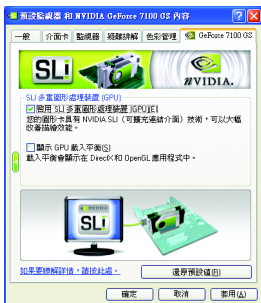 預設監視器 和 NVIDIA GeForce 7100 GS 內容
一般 介面卡 監視器 疑難排解 色彩管理 GeForce 7100 GS
SLi
NVIDIA.
SLI 多重圖形處理裝置 (GPU)
啟用 SLI 多重圖形處理裝置 (GPU)(E)
您的圖形卡具有 NVIDIA SLI（可擴充連結介面）技術，可以大幅
改善描繪效能。
顯示 GPU 載入平衡(S)
載入平衡會顯示在 DirectX 和 OpenGL 應用程式中。
SLi
如果要瞭解詳情，請按此處。
還原預設值(R)
確定 取消 套用(A)